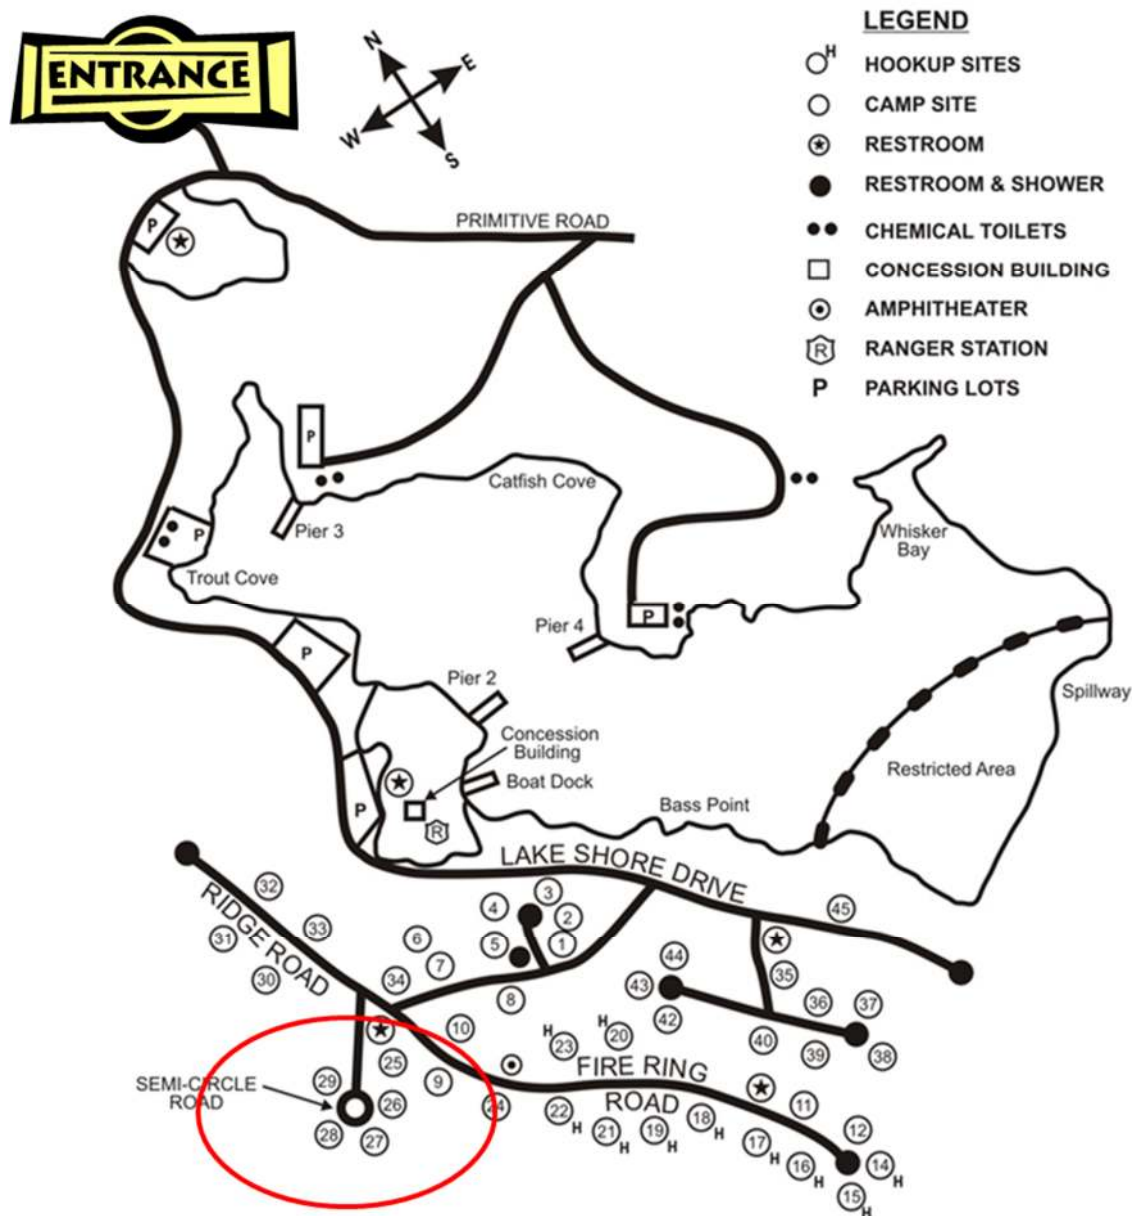 ENTRANCE
N
E
W
S
LEGEND
H HOOKUP SITES
CAMP SITE
RESTROOM
RESTROOM & SHOWER
CHEMICAL TOILETS
CONCESSION BUILDING
AMPHITHEATER
R RANGER STATION
P PARKING LOTS
PRIMITIVE ROAD
P
P
Catfish Cove
Pier 3
P
Trout Cove
Whisker
Bay
P
Pier 4
P
Pier 2
Spillway
Concession
Building
Restricted Area
Boat Dock
P
R
Bass Point
LAKE SHORE DRIVE
RIDGE ROAD
32
31
33
30
34
6
7
4
3
2
5
1
8
45
35
44
43
42
36
37
40
39
38
10
H 23
H 20
25
9
29
26
28
27
SEMI-CIRCLE
ROAD
24
FIRE RING
ROAD
22 H
21 H
19 H
18 H
17 H
16 H
11
12
14 H
15 H